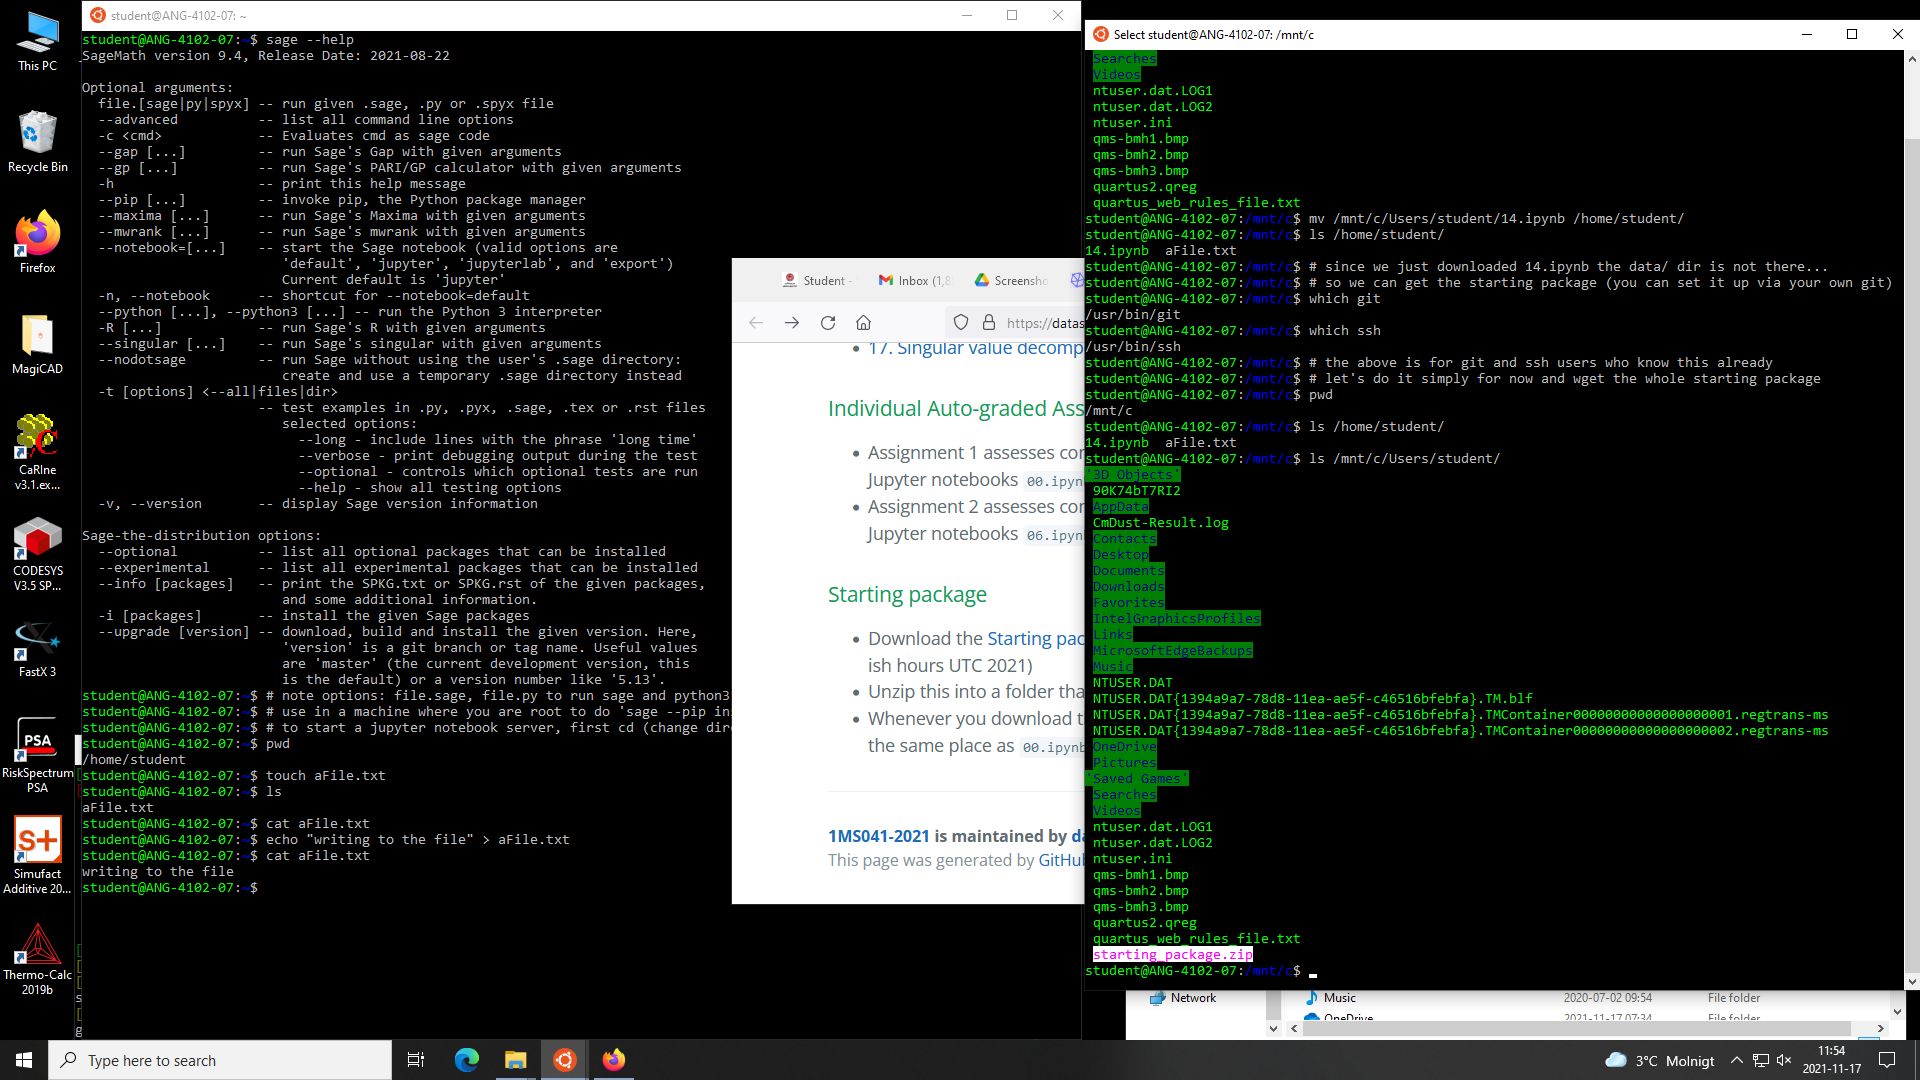 This PC
Recycle Bin
Firefox
MagiCAD
CaRIne
v3.1.ex...
CODESYS
V3.5 SP...
FastX 3
RiskSpectrum
PSA
Simufact
Additive 20...
Thermo-Calc
2019b
student@ANG-4102-07: ~
student@ANG-4102-07:~$ sage --help
SageMath version 9.4, Release Date: 2021-08-22
Optional arguments:
file.[sage|py|spyx] -- run given .sage, .py or .spyx file
--advanced -- list all command line options
-c <cmd> -- Evaluates cmd as sage code
--gap [...] -- run Sage's Gap with given arguments
--gp [...] -- run Sage's PARI/GP calculator with given arguments
-h -- print this help message
--pip [...] -- invoke pip, the Python package manager
--maxima [...] -- run Sage's Maxima with given arguments
--mwrank [...] -- run Sage's mwrank with given arguments
--notebook=[...] -- start the Sage notebook (valid options are
'default', 'jupyter', 'jupyterlab', and 'export')
Current default is 'jupyter'
-n, --notebook -- shortcut for --notebook=default
--python [...], --python3 [...] -- run the Python 3 interpreter
-R [...] -- run Sage's R with given arguments
--singular [...] -- run Sage's singular with given arguments
--nodotsage -- run Sage without using the user's .sage directory:
create and use a temporary .sage directory instead
-t [options] <--all|files|dir>
-- test examples in .py, .pyx, .sage, .tex or .rst files
selected options:
--long - include lines with the phrase 'long time'
--verbose - print debugging output during the test
--optional - controls which optional tests are run
--help - show all testing options
-v, --version -- display Sage version information
Sage-the-distribution options:
--optional -- list all optional packages that can be installed
--experimental -- list all experimental packages that can be installed
--info [packages] -- print the SPKG.txt or SPKG.rst of the given packages,
and some additional information.
-i [packages] -- install the given Sage packages
--upgrade [version] -- download, build and install the given version. Here,
'version' is a git branch or tag name. Useful values
are 'master' (the current development version, this
is the default) or a version number like '5.13'.
student@ANG-4102-07:~$ # note options: file.sage, file.py to run sage and python3
student@ANG-4102-07:~$ # use in a machine where you are root to do 'sage --pip in
student@ANG-4102-07:~$ # to start a jupyter notebook server, first cd (change dir
student@ANG-4102-07:~$ pwd
/home/student
student@ANG-4102-07:~$ touch aFile.txt
student@ANG-4102-07:~$ ls
aFile.txt
student@ANG-4102-07:~$ cat aFile.txt
student@ANG-4102-07:~$ echo "writing to the file" > aFile.txt
student@ANG-4102-07:~$ cat aFile.txt
writing to the file
student@ANG-4102-07:~$
Student -
Inbox (1,8
Screensho
https://datas
17. Singular value decomp
Individual Auto-graded Ass
Assignment 1 assesses con
Jupyter notebooks 00.ipyn
Assignment 2 assesses con
Jupyter notebooks 06.ipyn
Starting package
Download the Starting pac
ish hours UTC 2021)
Unzip this into a folder tha
Whenever you download t
the same place as 00.ipynb
1MS041-2021 is maintained by da
This page was generated by GitHu
Select student@ANG-4102-07: /mnt/c
Searches
Videos
ntuser.dat.LOG1
ntuser.dat.LOG2
ntuser.ini
qms-bmh1.bmp
qms-bmh2.bmp
qms-bmh3.bmp
quartus2.qreg
quartus_web_rules_file.txt
student@ANG-4102-07:/mnt/c$ mv /mnt/c/Users/student/14.ipynb /home/student/
student@ANG-4102-07:/mnt/c$ ls /home/student/
14.ipynb aFile.txt
student@ANG-4102-07:/mnt/c$ # since we just downloaded 14.ipynb the data/ dir is not there...
student@ANG-4102-07:/mnt/c$ # so we can get the starting package (you can set it up via your own git)
student@ANG-4102-07:/mnt/c$ which git
/usr/bin/git
student@ANG-4102-07:/mnt/c$ which ssh
/usr/bin/ssh
student@ANG-4102-07:/mnt/c$ # the above is for git and ssh users who know this already
student@ANG-4102-07:/mnt/c$ # let's do it simply for now and wget the whole starting package
student@ANG-4102-07:/mnt/c$ pwd
/mnt/c
student@ANG-4102-07:/mnt/c$ ls /home/student/
14.ipynb aFile.txt
student@ANG-4102-07:/mnt/c$ ls /mnt/c/Users/student/
'3D Objects'
90K74bT7RI2
AppData
CmDust-Result.log
Contacts
Desktop
Documents
Downloads
Favorites
IntelGraphicsProfiles
Links
MicrosoftEdgeBackups
Music
NTUSER.DAT
NTUSER.DAT{1394a9a7-78d8-11ea-ae5f-c46516bfebfa}.TM.blf
NTUSER.DAT{1394a9a7-78d8-11ea-ae5f-c46516bfebfa}.TMContainer00000000000000000001.regtrans-ms
NTUSER.DAT{1394a9a7-78d8-11ea-ae5f-c46516bfebfa}.TMContainer00000000000000000002.regtrans-ms
OneDrive
Pictures
'Saved Games'
Searches
Videos
ntuser.dat.LOG1
ntuser.dat.LOG2
ntuser.ini
qms-bmh1.bmp
qms-bmh2.bmp
qms-bmh3.bmp
quartus2.qreg
quartus_web_rules_file.txt
starting_package.zip
student@ANG-4102-07:/mnt/c$
Network
Music 2020-07-02 09:54 File folder
OneDrive 2021-11-17 07:34 File folder
Type here to search
3°C Molnigt
11:54
2021-11-17